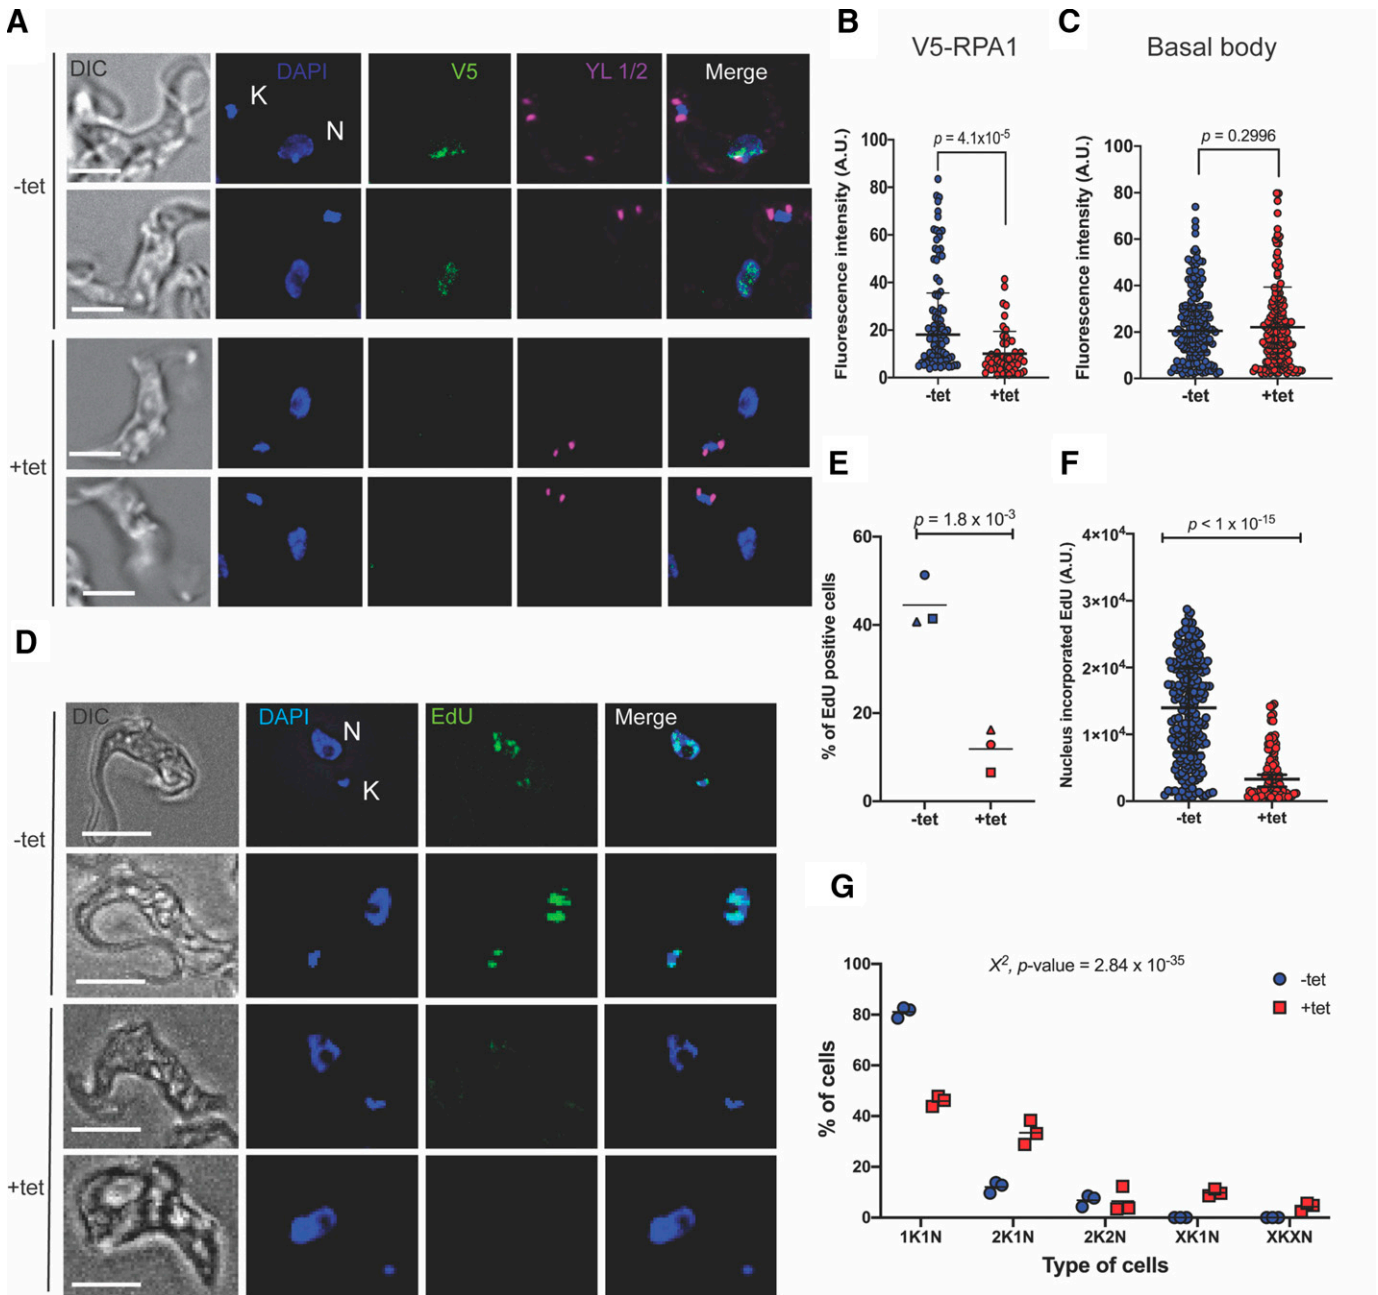 A
DIC
DAPI
V5
YL 1/2
Merge
K
N
-tet
+tet
B
V5-RPA1
Fluorescence intensity (A.U.)
100
80
60
40
20
0
p = 4.1x10-5
-tet
+tet
C
Basal body
Fluorescence intensity (A.U.)
100
80
60
40
20
0
p = 0.2996
-tet
+tet
D
DIC
DAPI
EdU
Merge
N
K
-tet
+tet
E
% of EdU positive cells
60
40
20
0
p = 1.8 x 10-3
-tet
+tet
F
Nucleus incorporated EdU (A.U.)
4×104
3×104
2×104
1×104
0
p < 1 x 10-15
-tet
+tet
G
% of cells
100
80
60
40
20
0
X2, p-value = 2.84 x 10-35
-tet
+tet
1K1N
2K1N
2K2N
XK1N
XKXN
Type of cells